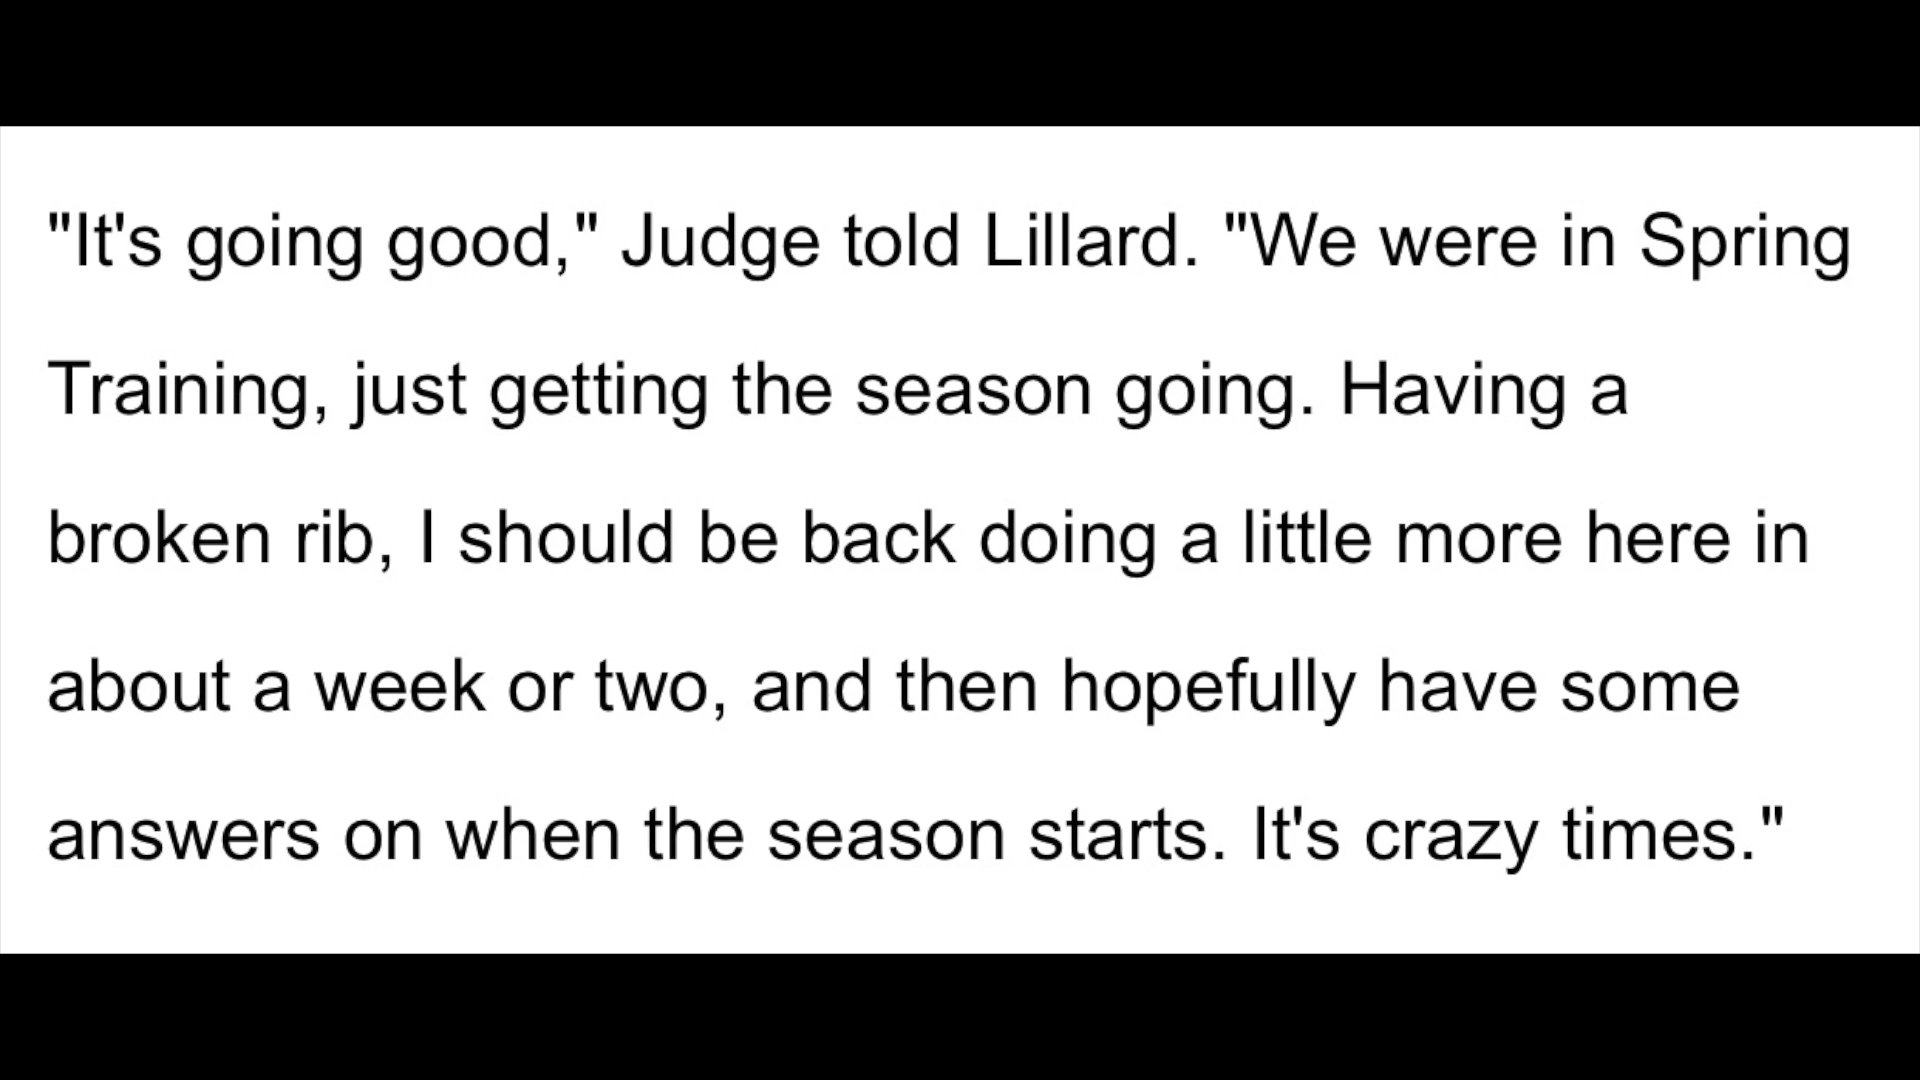 "It's going good," Judge told Lillard. "We were in Spring
Training, just getting the season going. Having a
broken rib, I should be back doing a little more here in
about a week or two, and then hopefully have some
answers on when the season starts. It's crazy times."